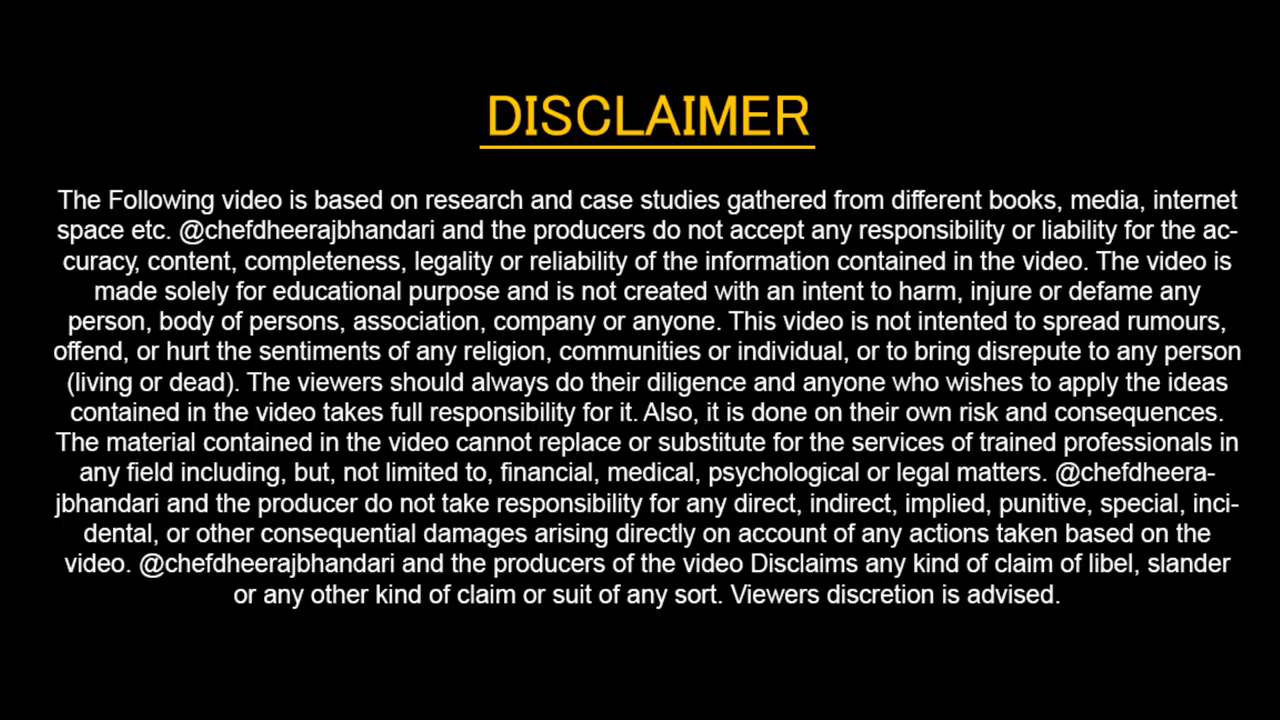 DISCLAIMER
The Following video is based on research and case studies gathered from different books, media, internet
space etc. @chefdheerajbhandari and the producers do not accept any responsibility or liability for the ac-
curacy, content, completeness, legality or reliability of the information contained in the video. The video is
made solely for educational purpose and is not created with an intent to harm, injure or defame any
person, body of persons, association, company or anyone. This video is not intented to spread rumours,
offend, or hurt the sentiments of any religion, communities or individual, or to bring disrepute to any person
(living or dead). The viewers should always do their diligence and anyone who wishes to apply the ideas
contained in the video takes full responsibility for it. Also, it is done on their own risk and consequences.
The material contained in the video cannot replace or substitute for the services of trained professionals in
any field including, but, not limited to, financial, medical, psychological or legal matters. @chefdheera-
jbhandari and the producer do not take responsibility for any direct, indirect, implied, punitive, special, inci-
dental, or other consequential damages arising directly on account of any actions taken based on the
video. @chefdheerajbhandari and the producers of the video Disclaims any kind of claim of libel, slander
or any other kind of claim or suit of any sort. Viewers discretion is advised.